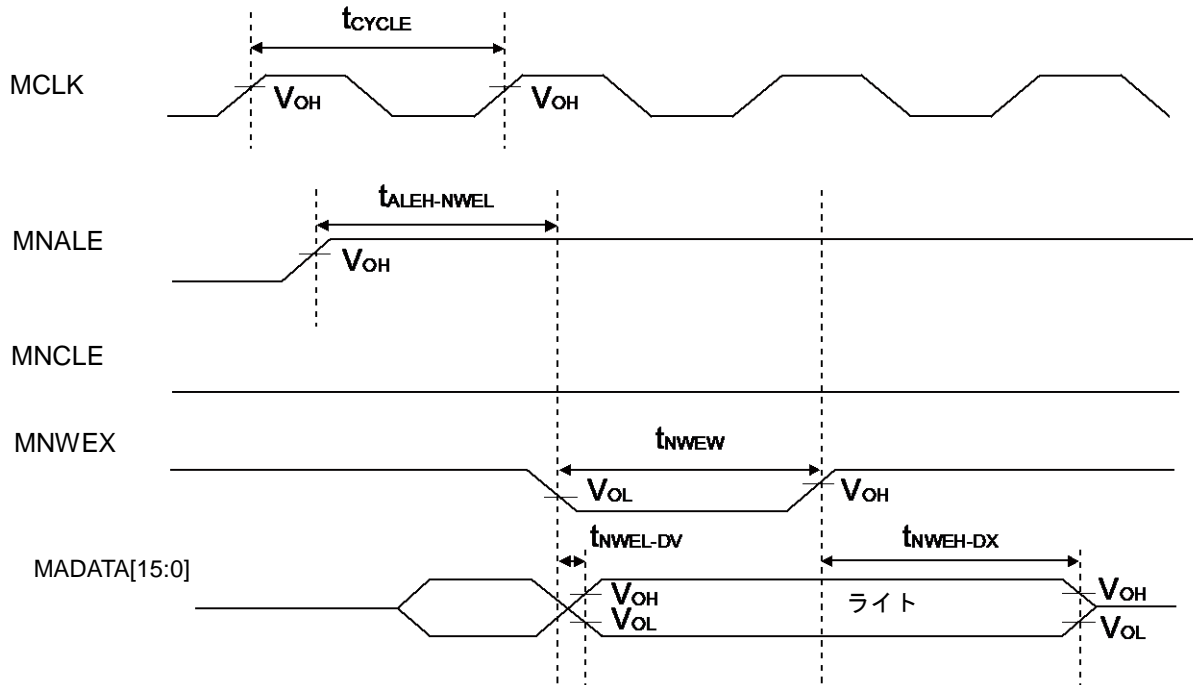 tCYCLE
MCLK
VOH VOH
tALEH-NWEL
MNALE
VOH
MNCLE
MNWEX
tNWEW
VOL VOH
tNWEL-DV tNWEH-DX
MADATA[15:0]
VOH ライト VOH
VOL VOL